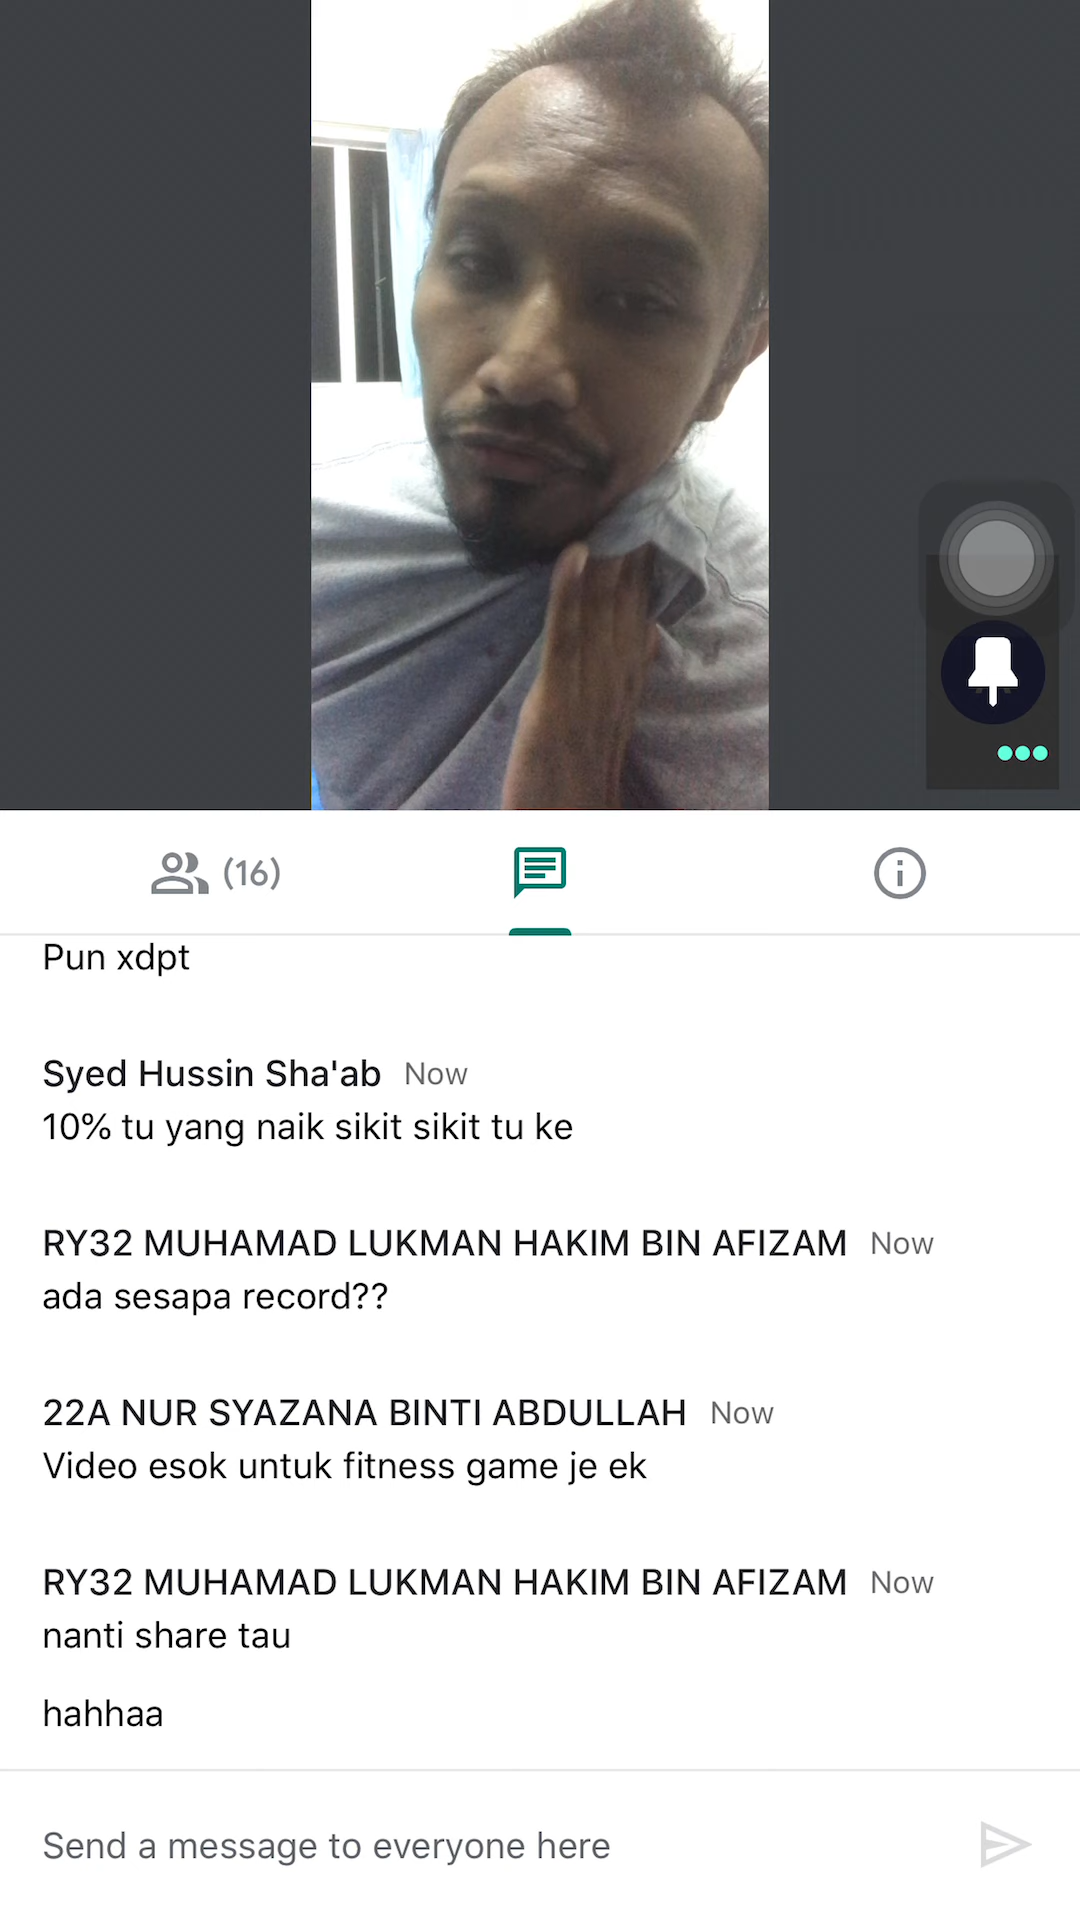 (16)
Pun xdpt
Syed Hussin Sha'ab Now
10% tu yang naik sikit sikit tu ke
RY32 MUHAMAD LUKMAN HAKIM BIN AFIZAM Now
ada sesapa record??
22A NUR SYAZANA BINTI ABDULLAH Now
Video esok untuk fitness game je ek
RY32 MUHAMAD LUKMAN HAKIM BIN AFIZAM Now
nanti share tau
hahhaa
Send a message to everyone here